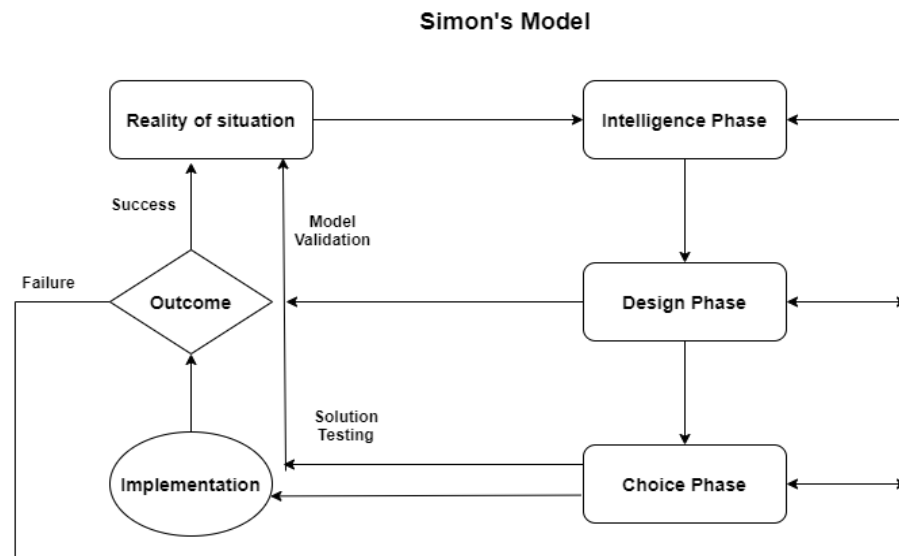 Simon's Model
Reality of situation
Intelligence Phase
Success
Model
Validation
Failure
Outcome
Design Phase
Solution
Testing
Implementation
Choice Phase